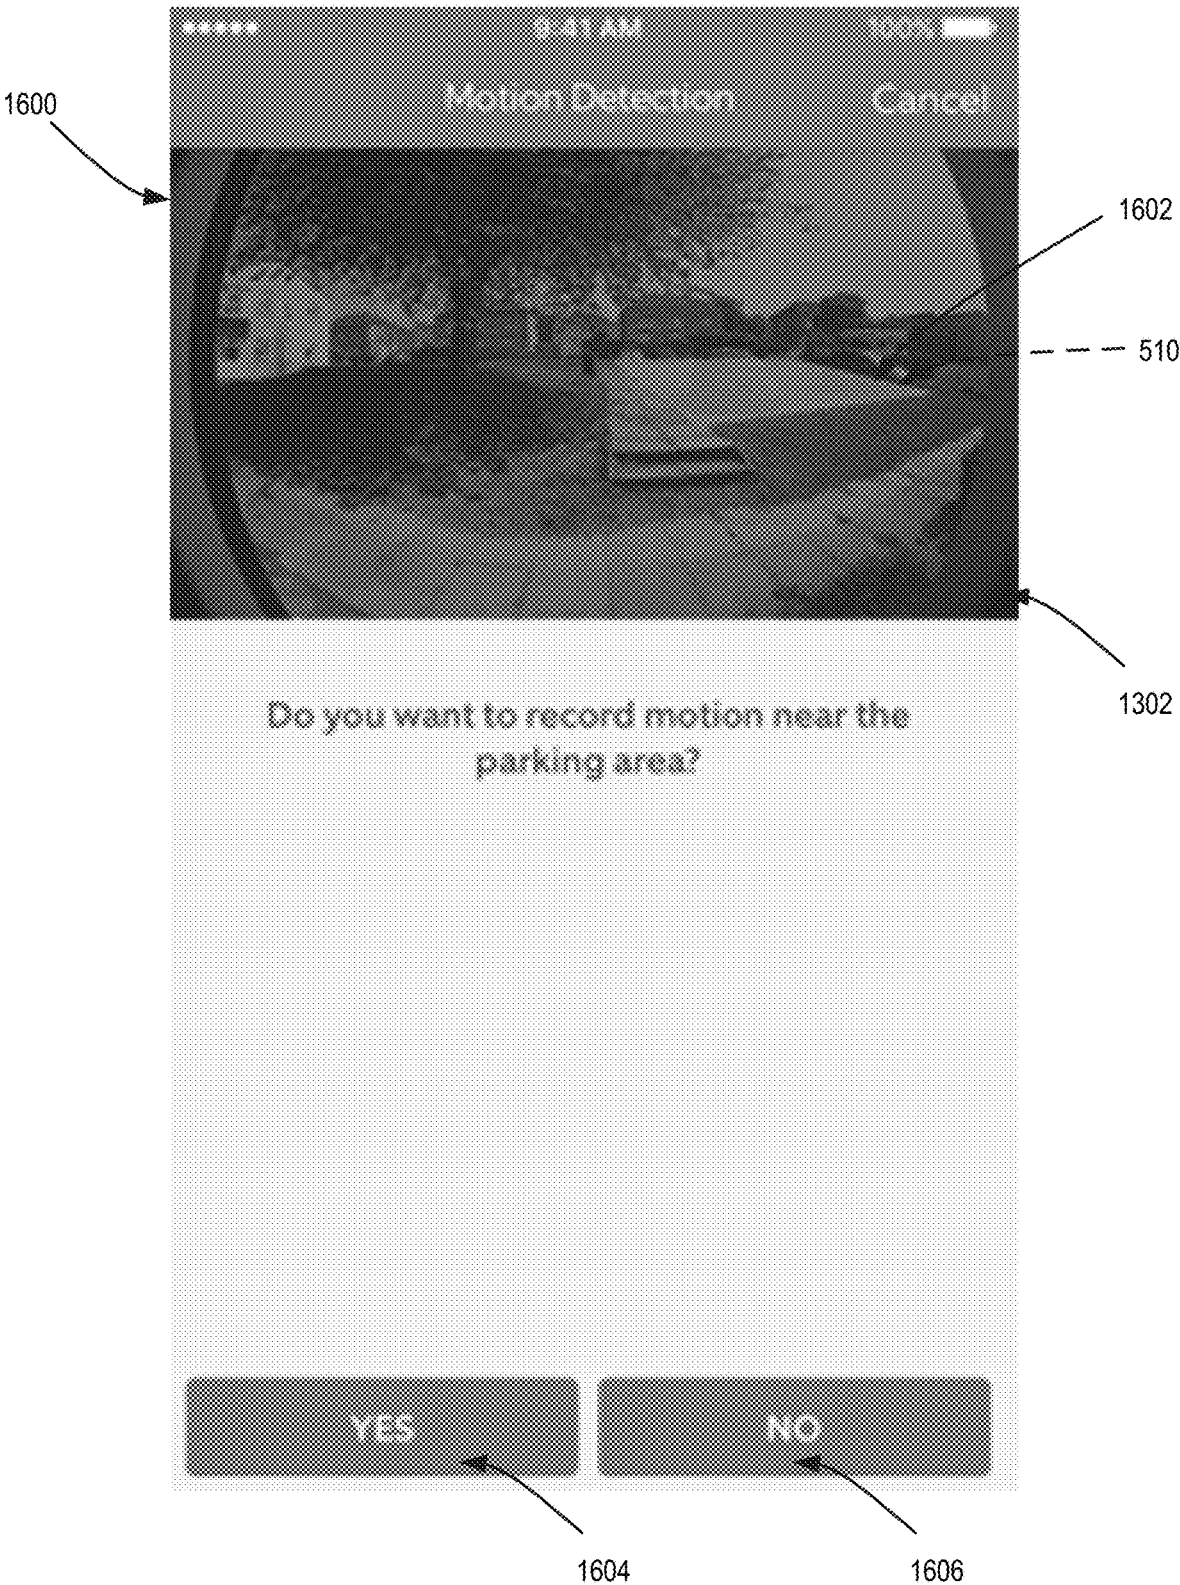 9:41 AM 100%
Motion Detection Cancel
1600
1602
510
1302
Do you want to record motion near the
parking area?
YES NO
1604 1606